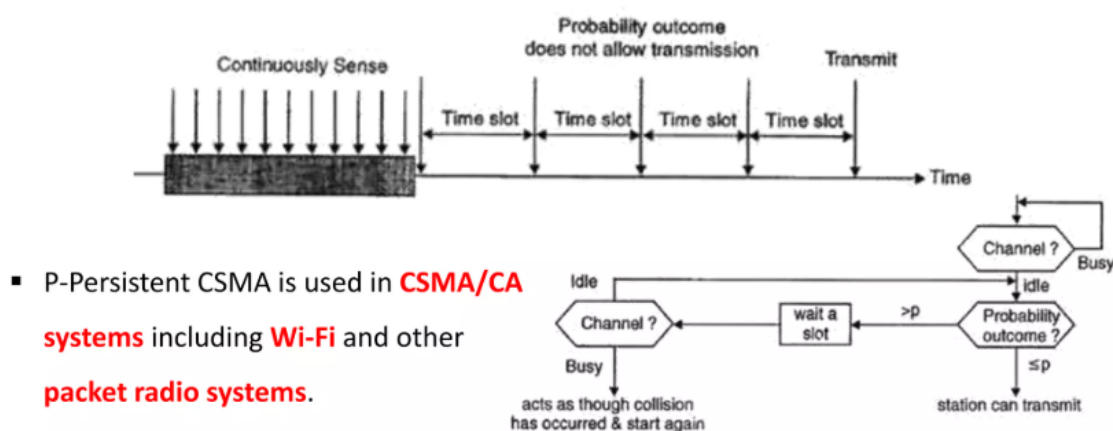 Probability outcome
does not allow transmission
Continuously Sense
Transmit
Time slot
Time slot
Time slot
Time slot
Time
▪ P-Persistent CSMA is used in CSMA/CA
systems including Wi-Fi and other
packet radio systems.
Channel ?
Busy
idle
Idle
Channel ?
wait a
slot
>p
Probability
outcome ?
Busy
≤p
acts as though collision
has occurred & start again
station can transmit